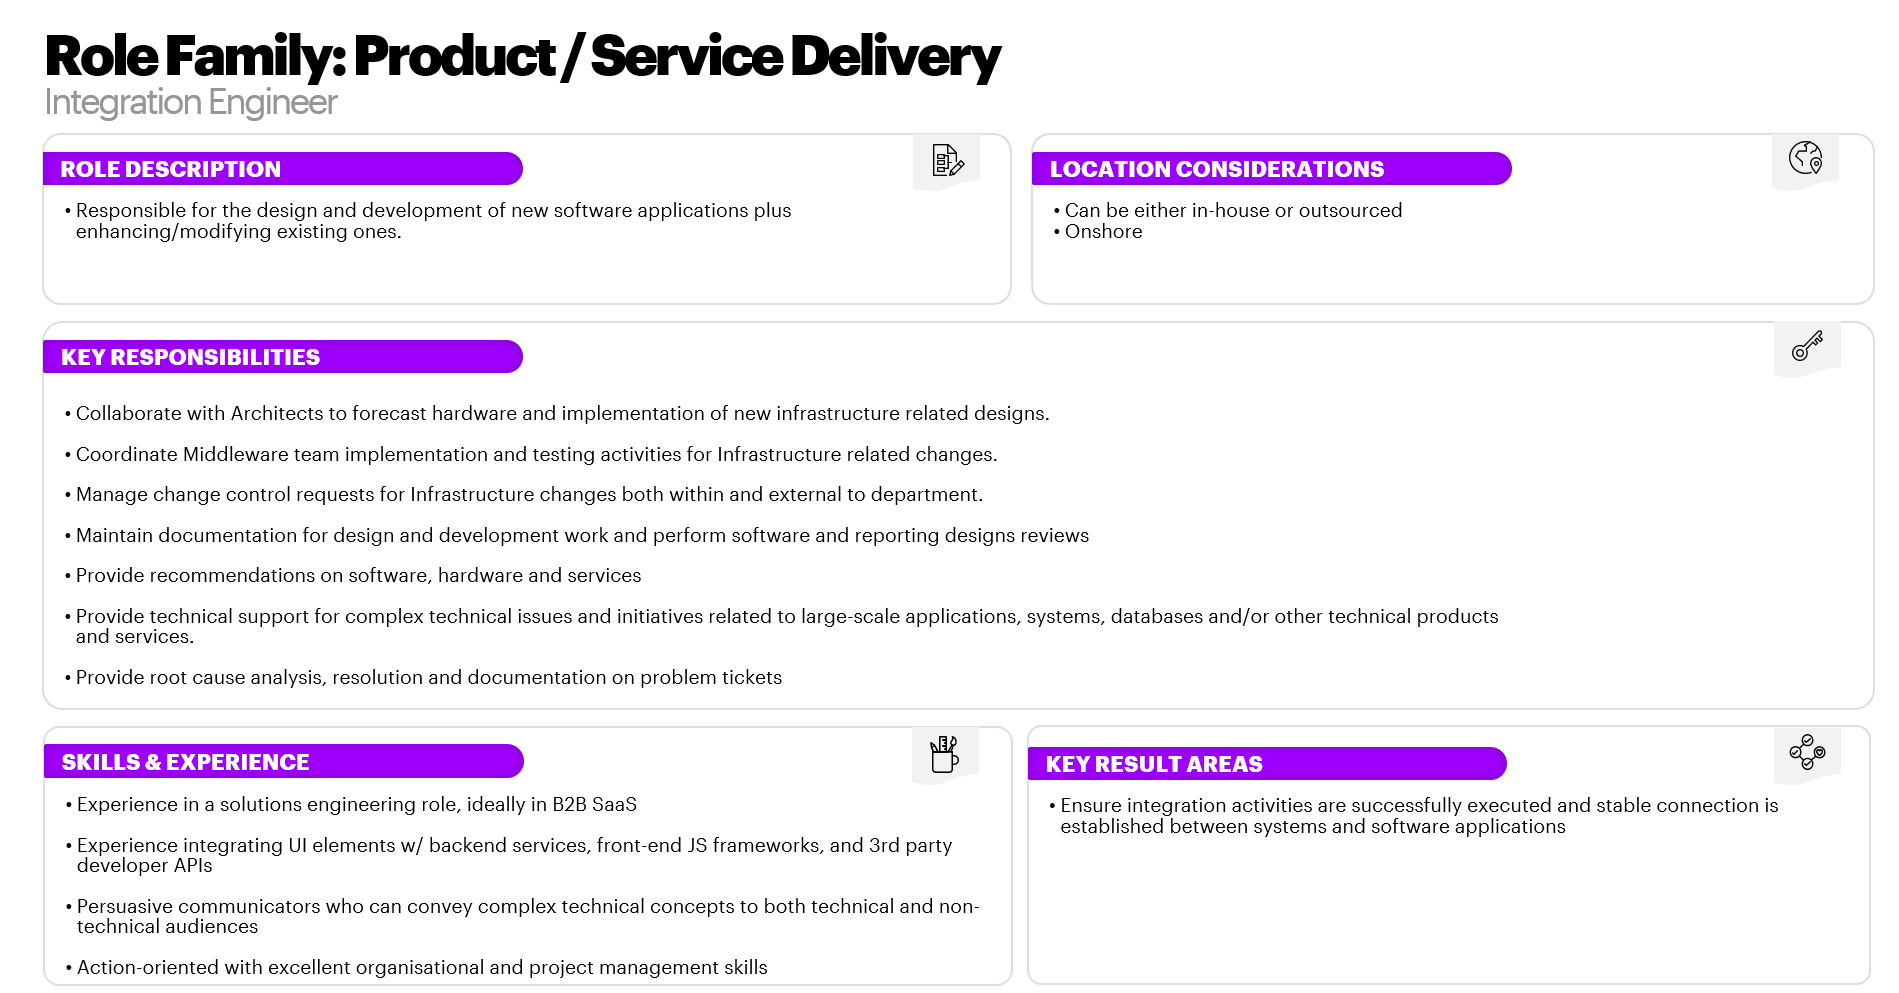 Role Family: Product / Service Delivery
Integration Engineer
ROLE DESCRIPTION
• Responsible for the design and development of new software applications plus
enhancing/modifying existing ones.
LOCATION CONSIDERATIONS
• Can be either in-house or outsourced
• Onshore
KEY RESPONSIBILITIES
• Collaborate with Architects to forecast hardware and implementation of new infrastructure related designs.
• Coordinate Middleware team implementation and testing activities for Infrastructure related changes.
• Manage change control requests for Infrastructure changes both within and external to department.
• Maintain documentation for design and development work and perform software and reporting designs reviews
• Provide recommendations on software, hardware and services
• Provide technical support for complex technical issues and initiatives related to large-scale applications, systems, databases and/or other technical products
and services.
• Provide root cause analysis, resolution and documentation on problem tickets
SKILLS & EXPERIENCE
• Experience in a solutions engineering role, ideally in B2B SaaS
• Experience integrating UI elements w/ backend services, front-end JS frameworks, and 3rd party
developer APIs
• Persuasive communicators who can convey complex technical concepts to both technical and non-
technical audiences
• Action-oriented with excellent organisational and project management skills
KEY RESULT AREAS
• Ensure integration activities are successfully executed and stable connection is
established between systems and software applications